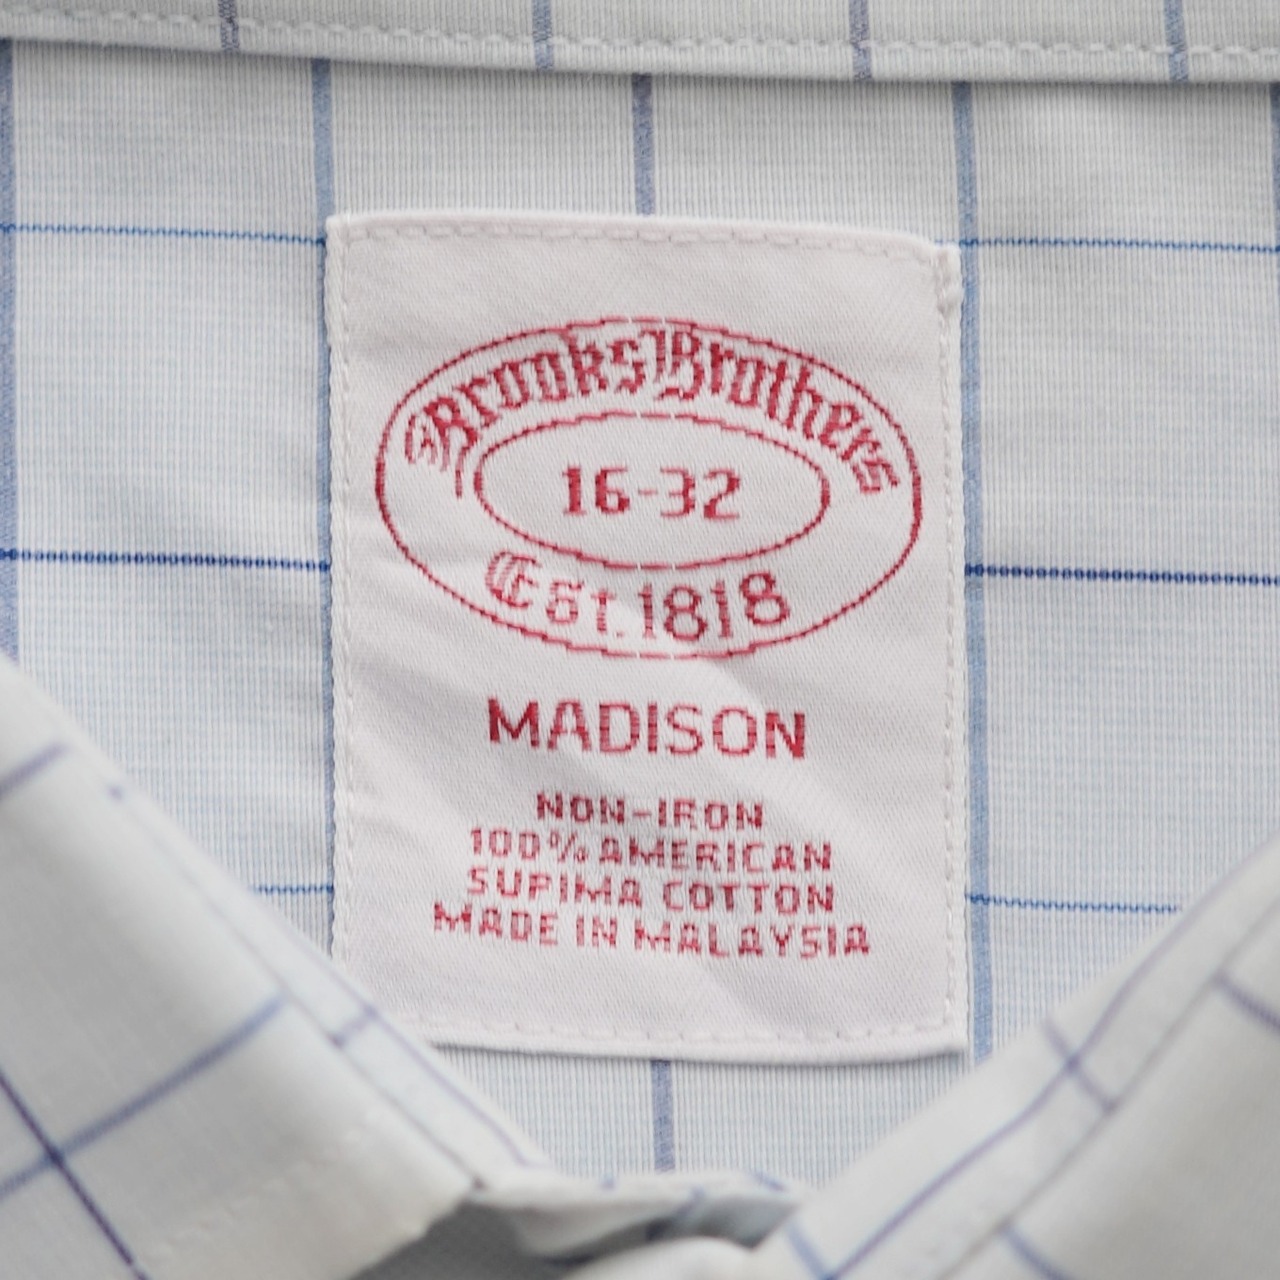 Brooks Brothers
16-32
Est. 1818
MADISON
NON-IRON
100% AMERICAN
SUPIMA COTTON
MADE IN MALAYSIA